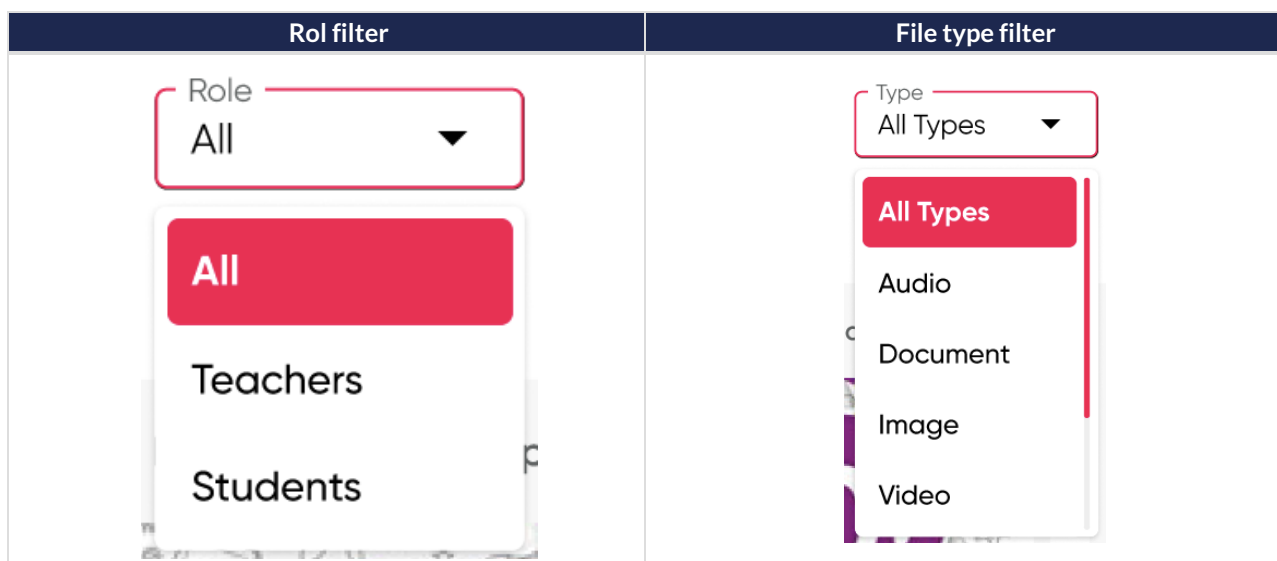 Rol filter
File type filter
Role
All
All
Teachers
Students
Type
All Types
All Types
Audio
Document
Image
Video